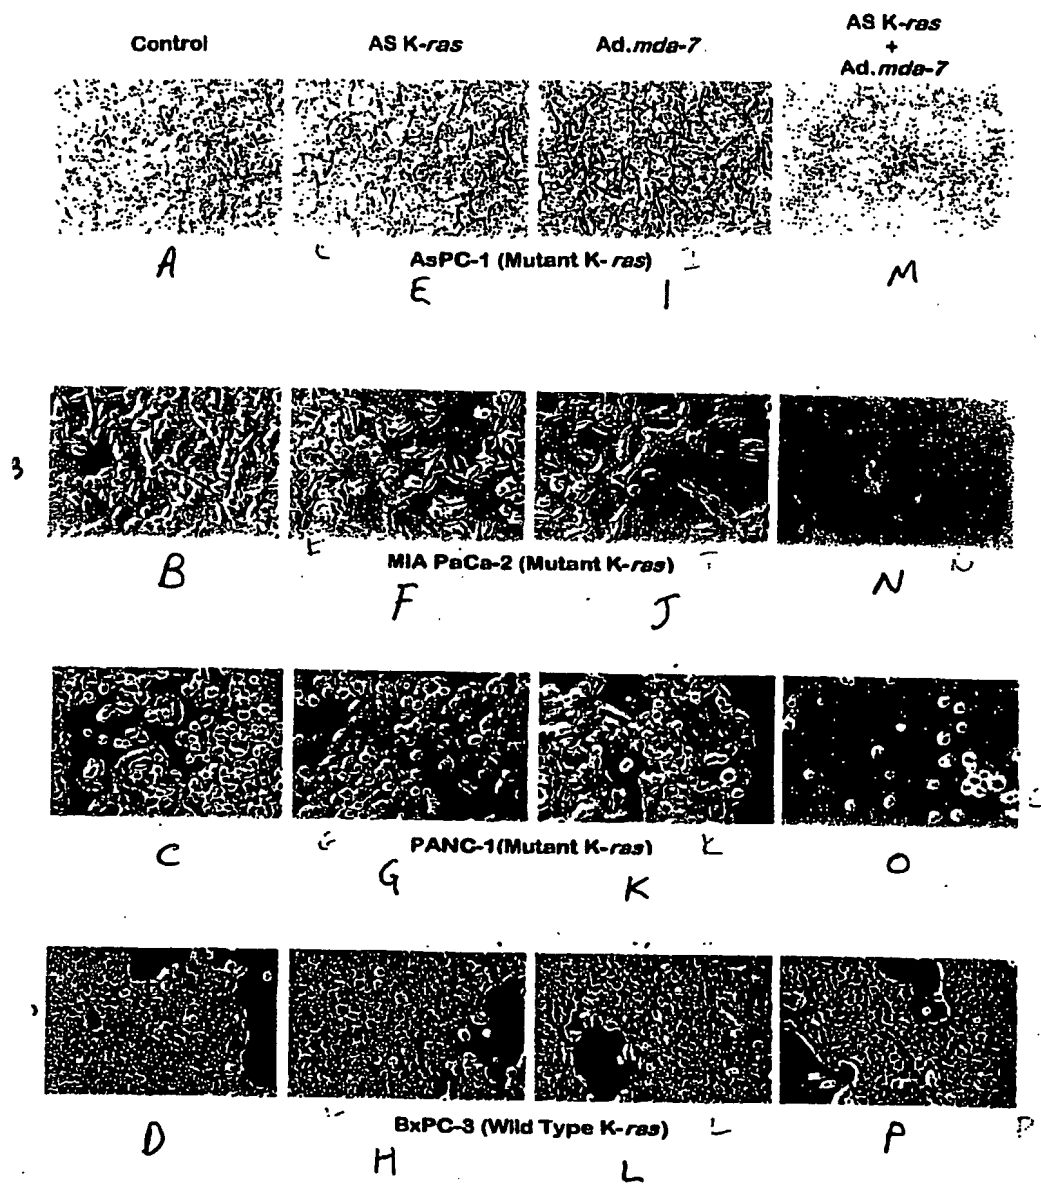 Control AS K-ras Ad.mda-7 AS K-ras
+
Ad.mda-7
A
AsPC-1 (Mutant K-ras)
E
I
M
B
MIA PaCa-2 (Mutant K-ras)
F
J
N
C
PANC-1(Mutant K-ras)
G
K
O
D
BxPC-3 (Wild Type K-ras)
H
L
P